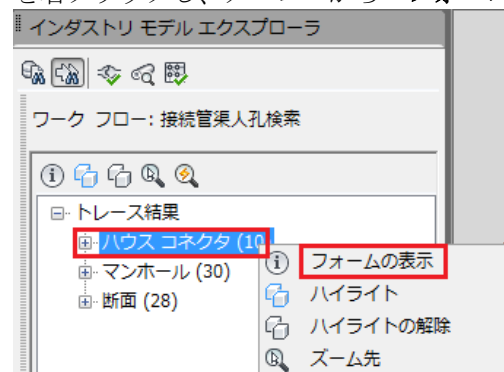 インダストリ モデル エクスプローラ
ワーク フロー: 接続管渠人孔検索
トレース結果
ハウス コネクタ (10
マンホール (30)
断面 (28)
フォームの表示
ハイライト
ハイライトの解除
ズーム先